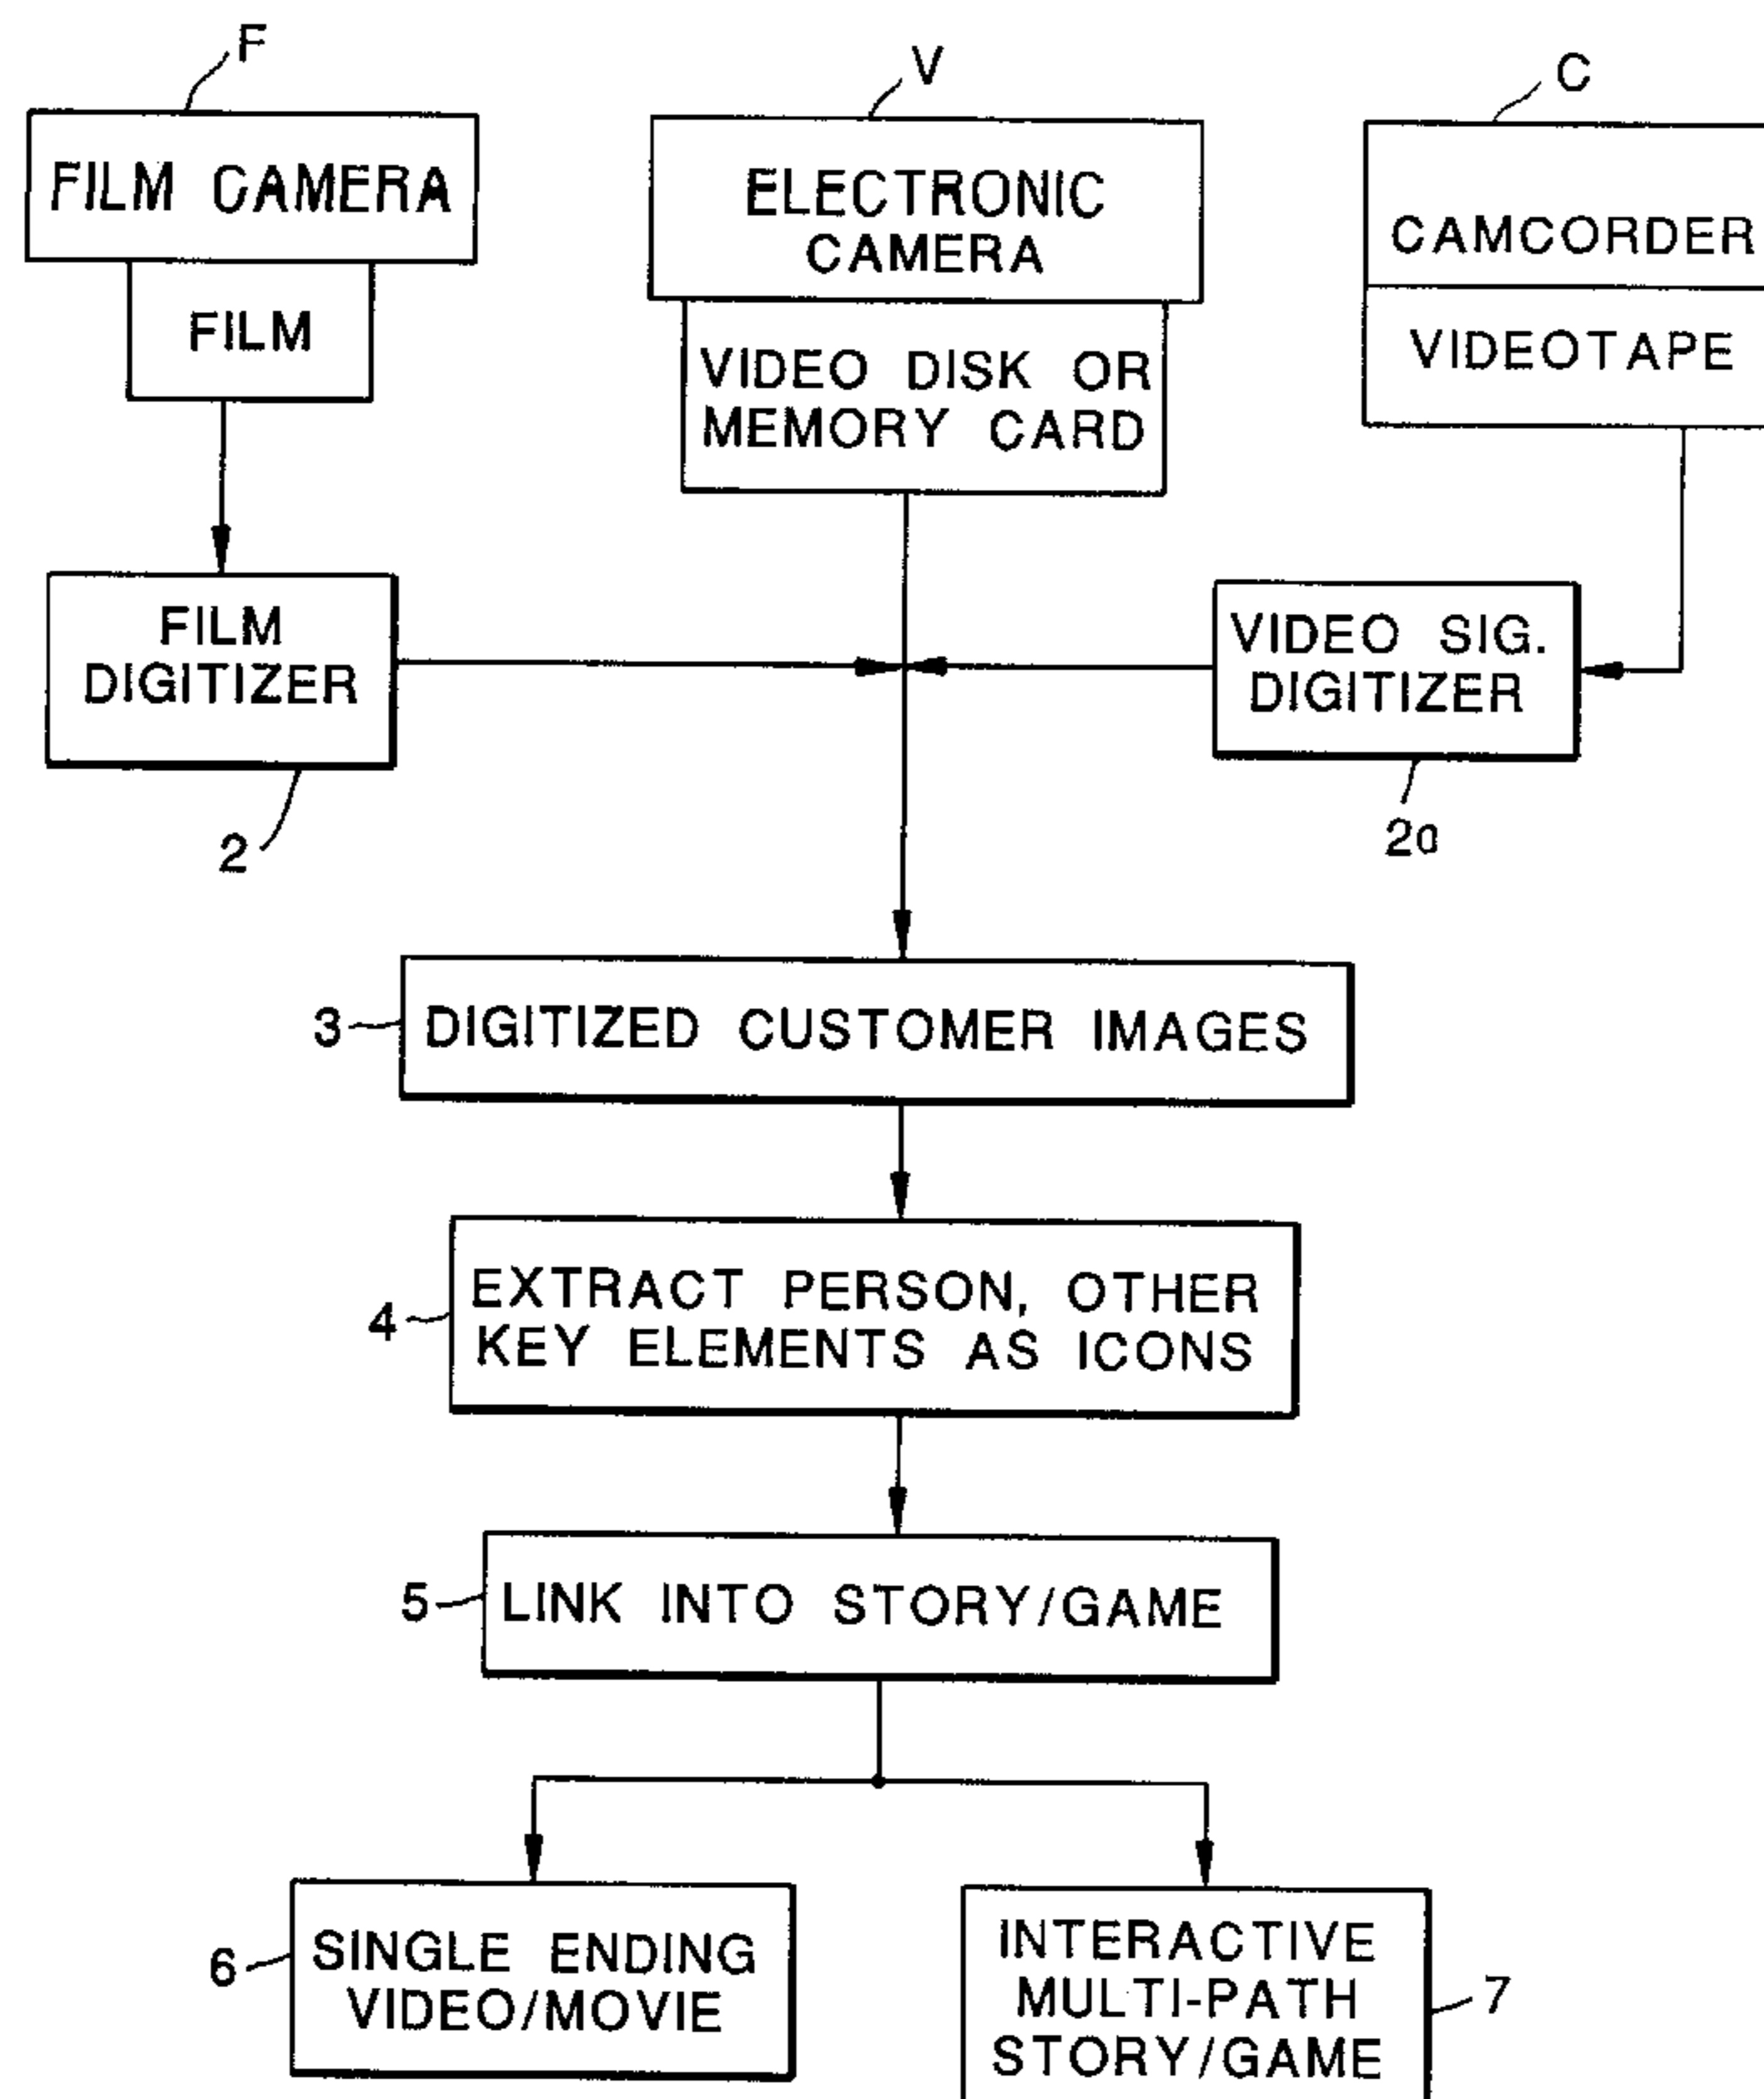 F
V
C
FILM CAMERA
FILM
ELECTRONIC
CAMERA
VIDEO DISK OR
MEMORY CARD
CAMCORDER
VIDEOTAPE
FILM
DIGITIZER
2
VIDEO SIG.
DIGITIZER
2a
3
DIGITIZED CUSTOMER IMAGES
4
EXTRACT PERSON, OTHER
KEY ELEMENTS AS ICONS
5
LINK INTO STORY/GAME
6
SINGLE ENDING
VIDEO/MOVIE
INTERACTIVE
MULTI-PATH
STORY/GAME
7